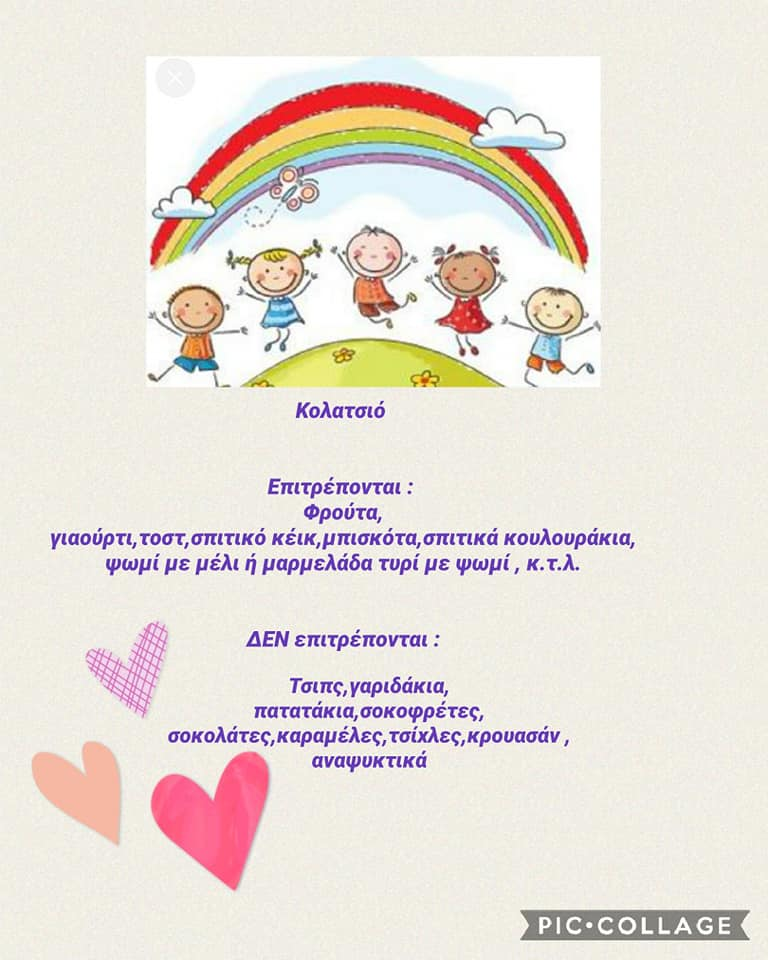 Κολατσιό
Επιτρέπονται :
Φρούτα,
γιαούρτι,τοστ,σπιτικό κέικ,μπισκότα,σπιτικά κουλουράκια,
ψωμί με μέλι ή μαρμελάδα τυρί με ψωμί , κ.τ.λ.
ΔΕΝ επιτρέπονται :
Τσιπς,γαριδάκια,
πατατάκια,σοκοφρέτες,
σοκολάτες,καραμέλες,τσίχλες,κρουασάν ,
αναψυκτικά
PIC•COLLAGE